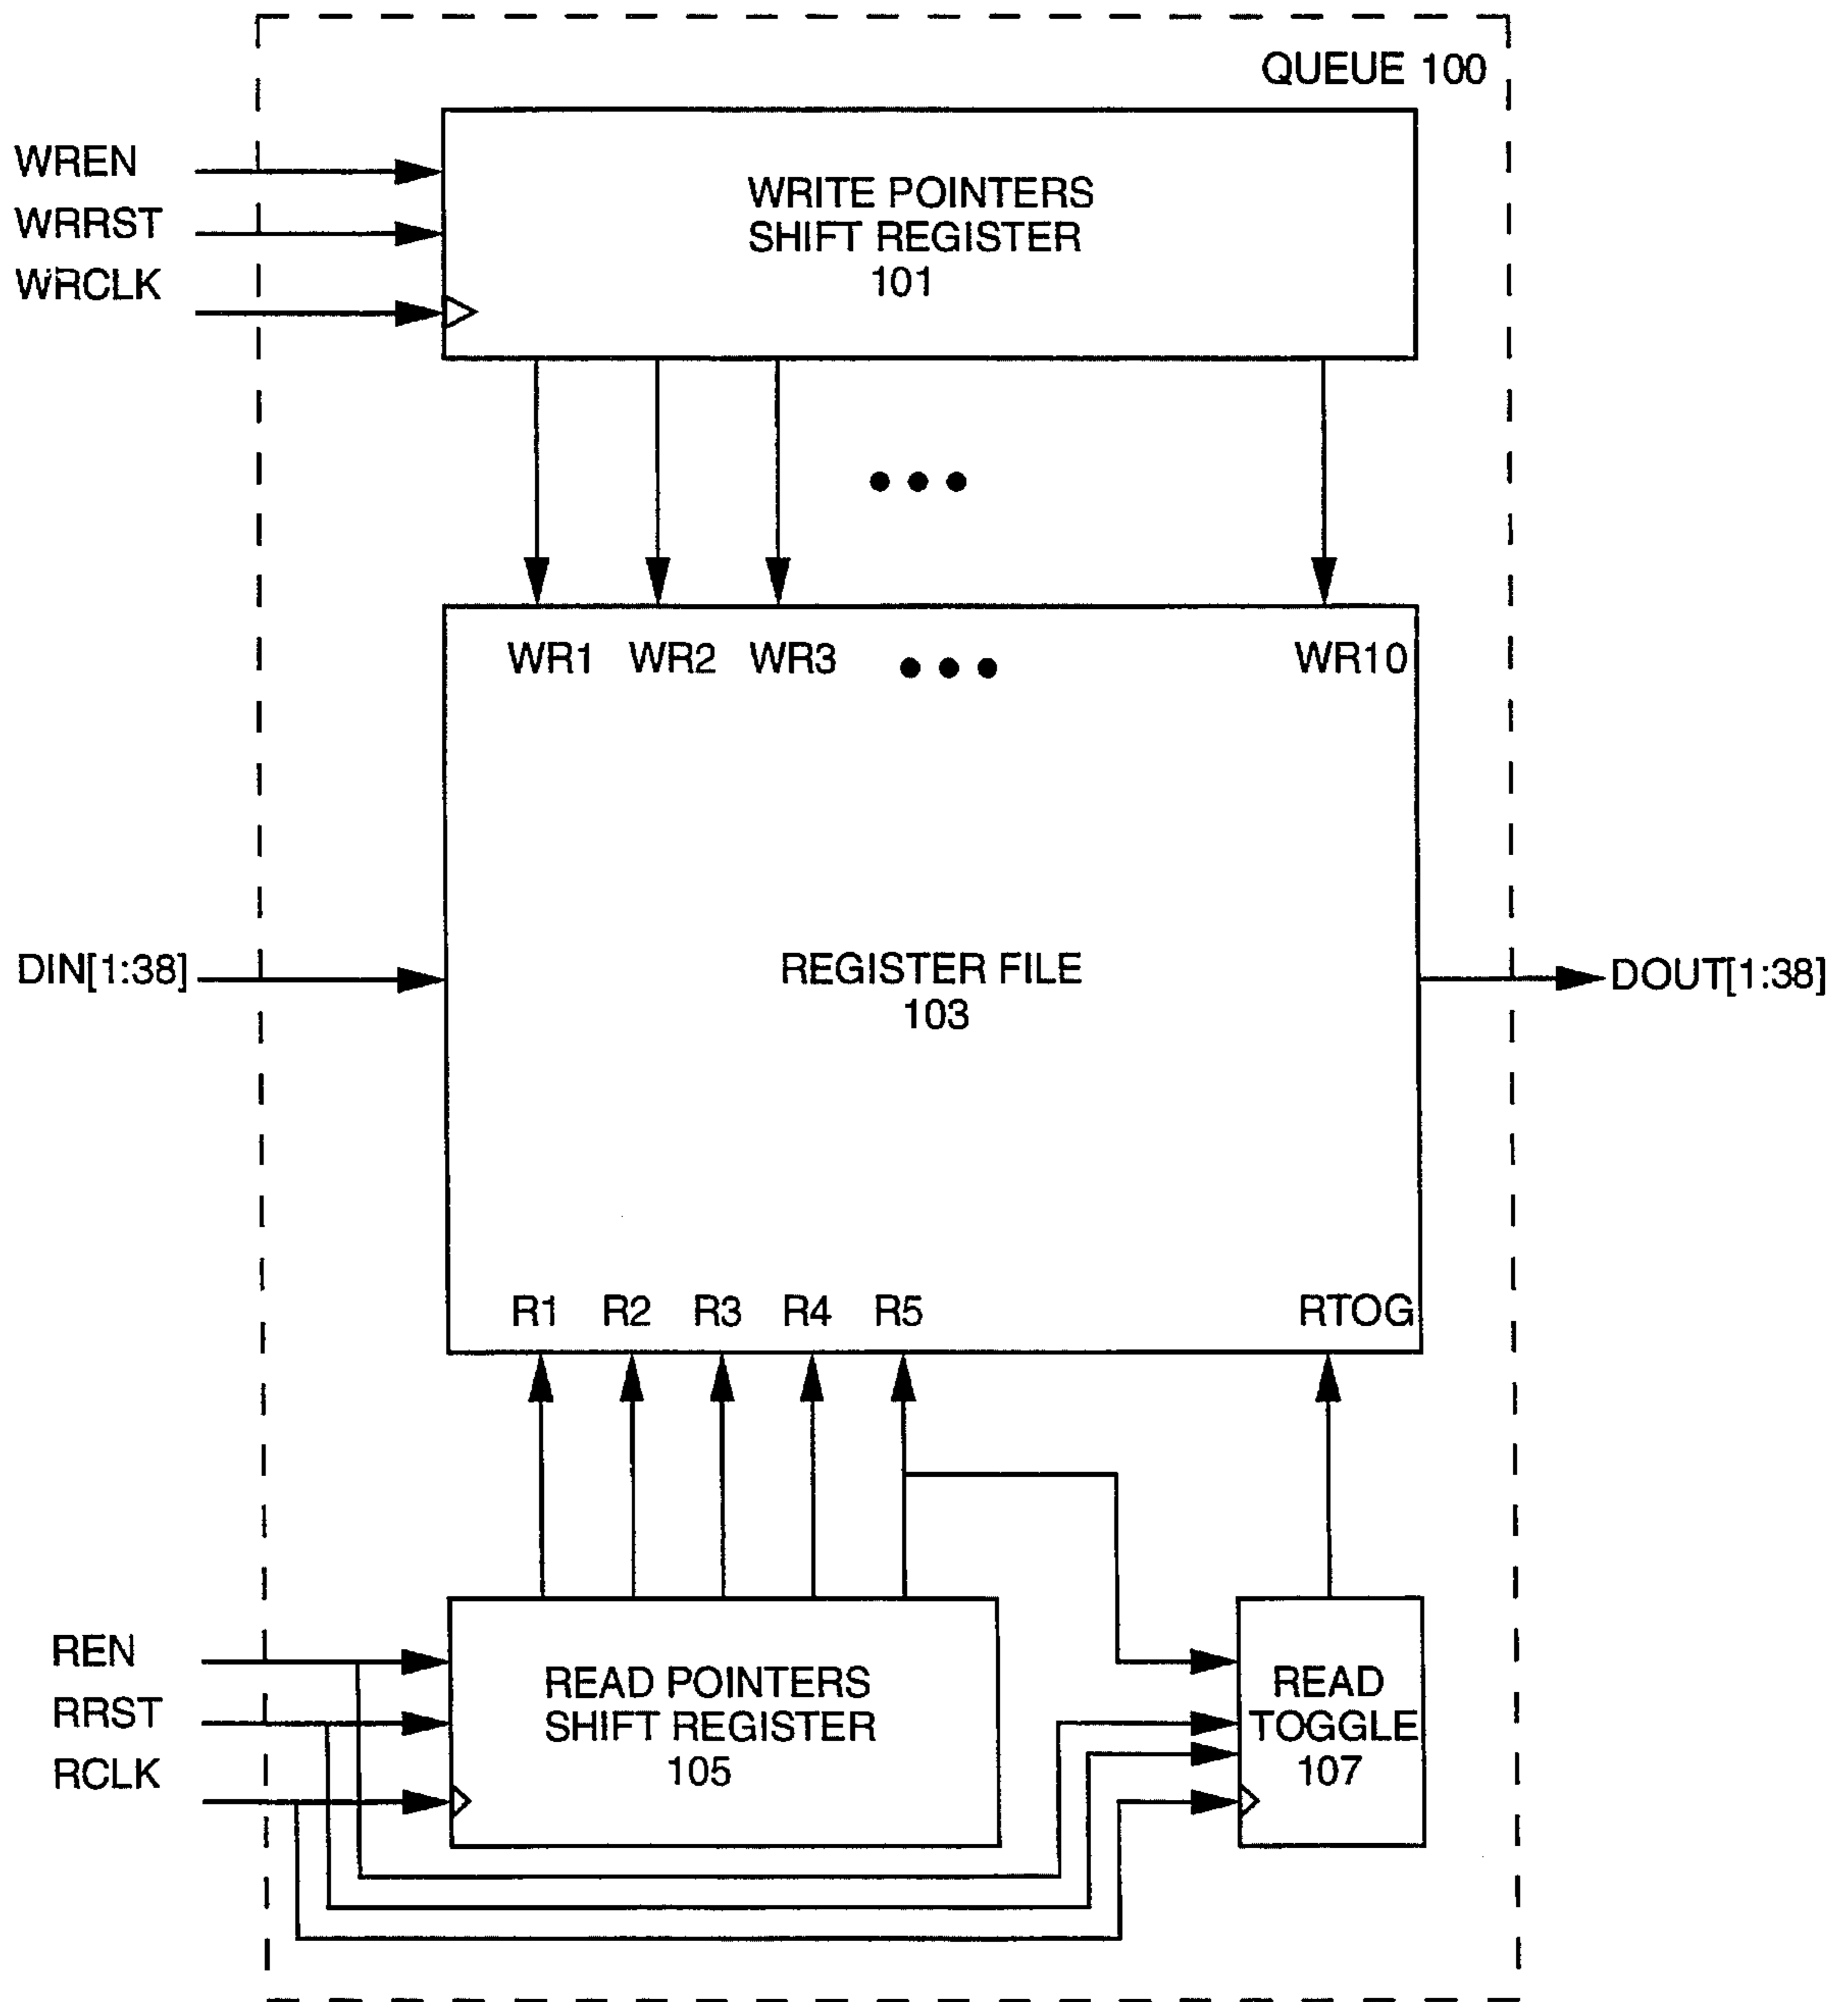 QUEUE 100
WREN
WRRST
WRCLK
WRITE POINTERS
SHIFT REGISTER
101
WR1 WR2 WR3 ••• WR10
DIN[1:38]
REGISTER FILE
103
DOUT[1:38]
R1 R2 R3 R4 R5 RTOG
REN
RRST
RCLK
READ POINTERS
SHIFT REGISTER
105
READ
TOGGLE
107